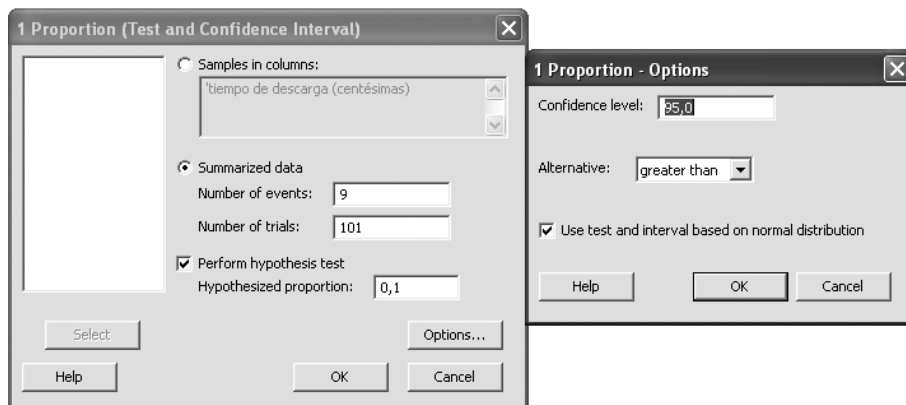 1 Proportion (Test and Confidence Interval)
Samples in columns:
'tiempo de descarga (centésimas)
Summarized data
Number of events: 9
Number of trials: 101
Perform hypothesis test
Hypothesized proportion: 0,1
Select
Options...
Help
OK
Cancel
1 Proportion - Options
Confidence level: 95,0
Alternative: greater than
Use test and interval based on normal distribution
Help
OK
Cancel